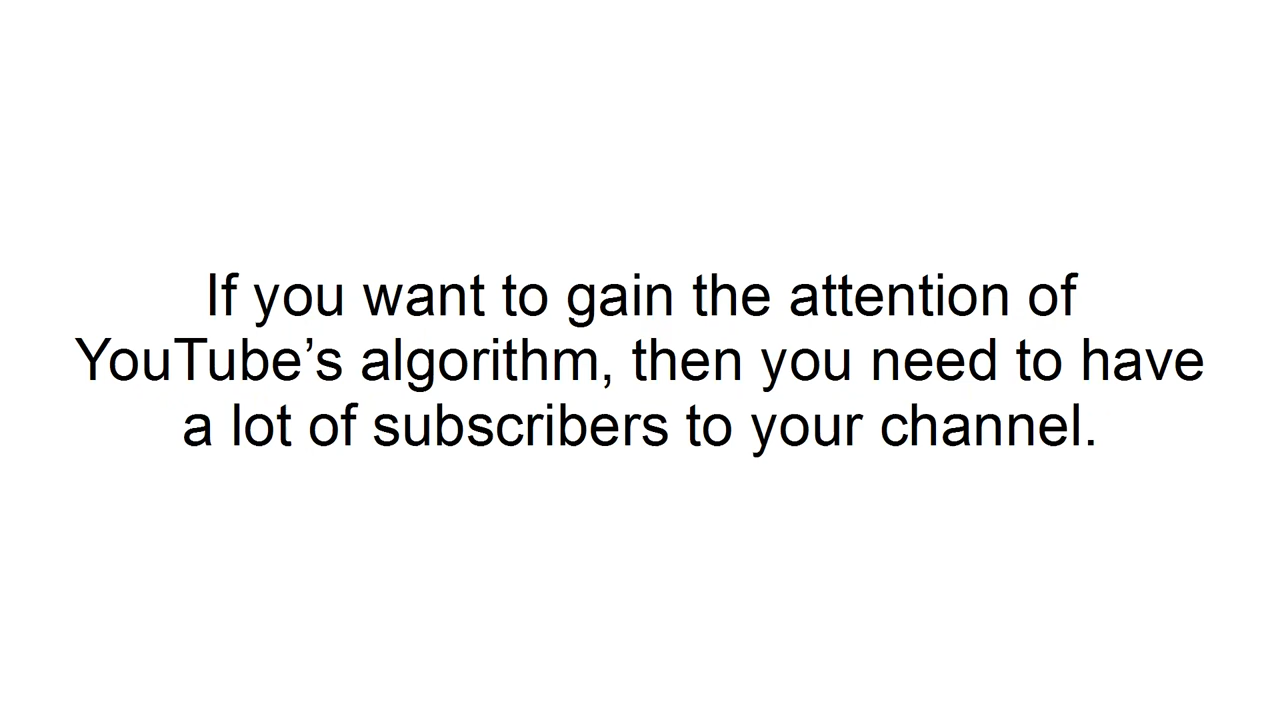 If you want to gain the attention of
YouTube’s algorithm, then you need to have
a lot of subscribers to your channel.